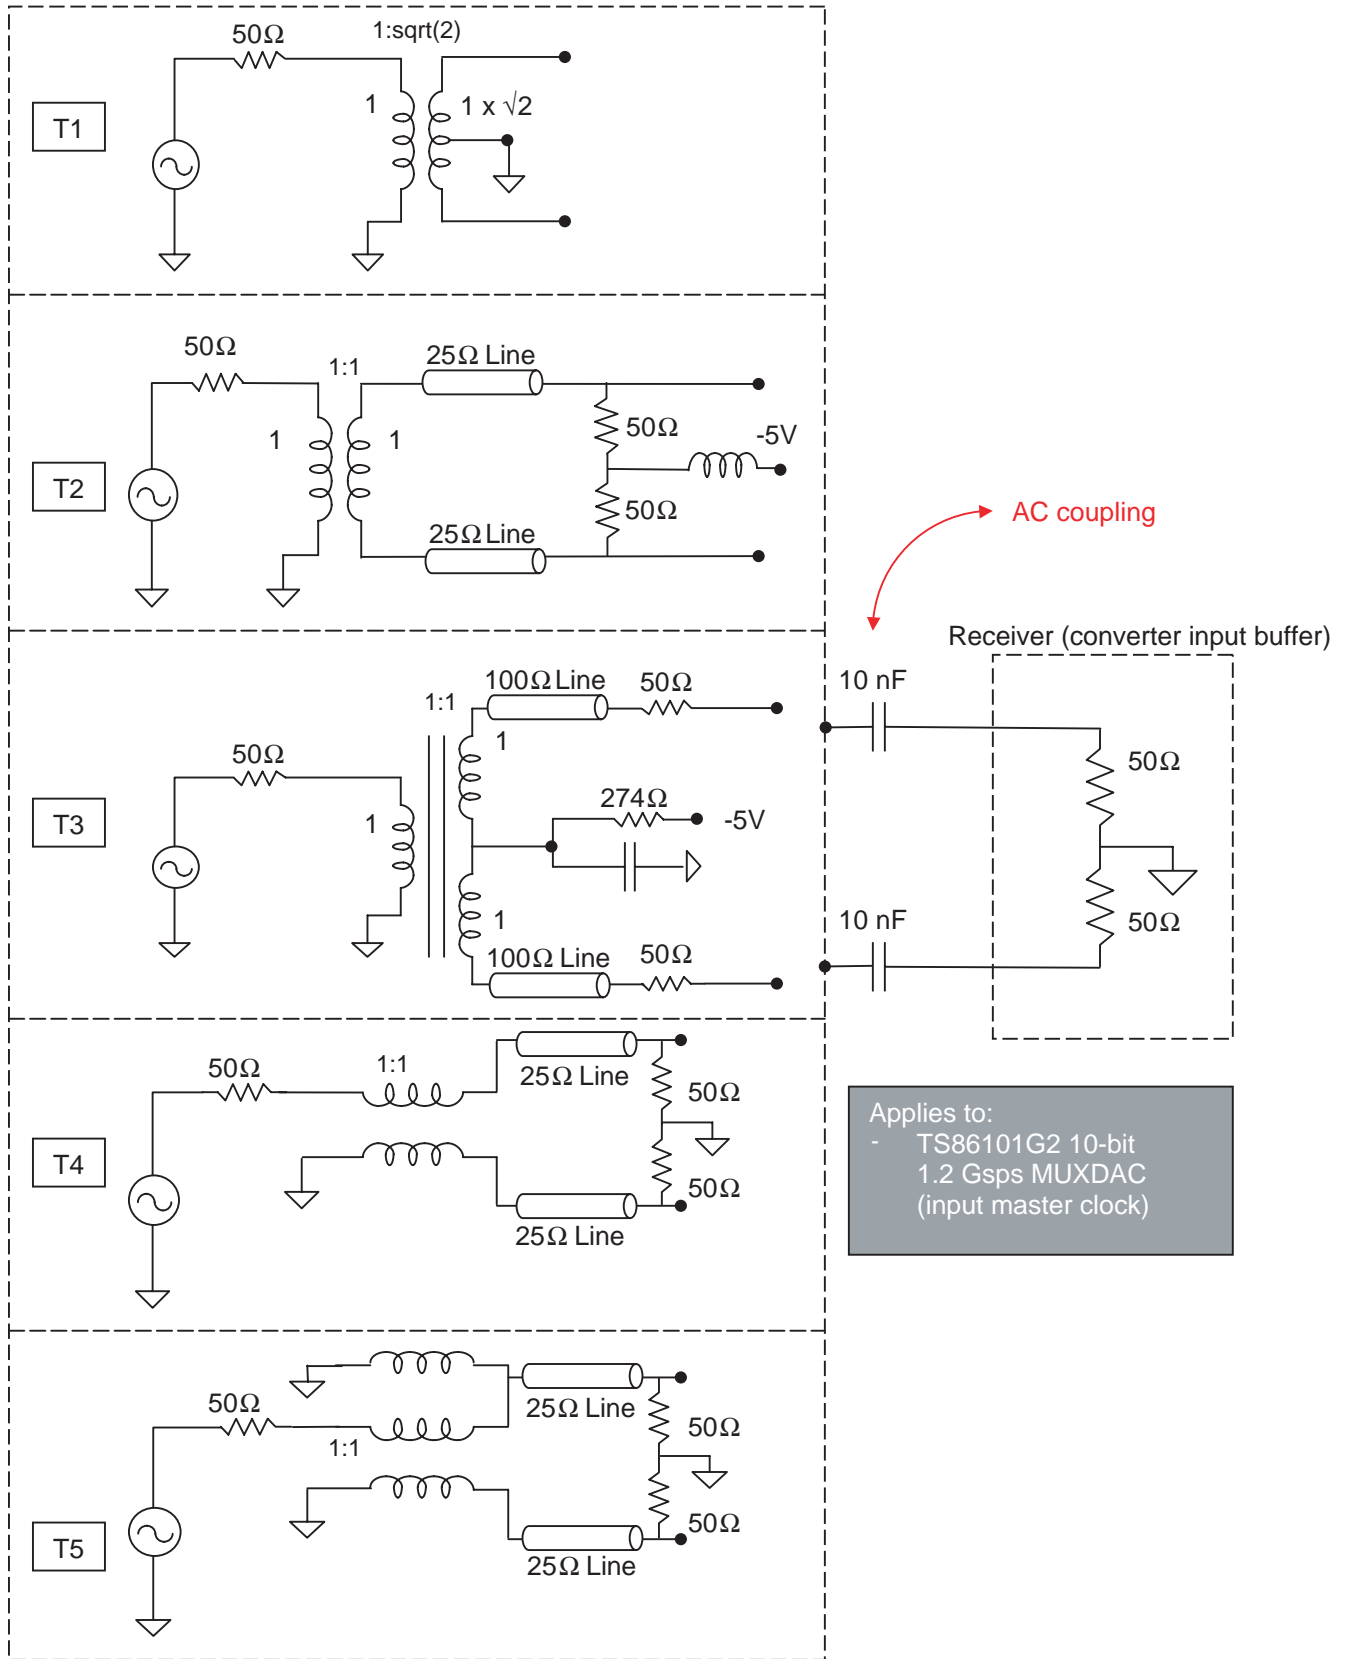 50Ω
1:sqrt(2)
T1
1
1 x √2
50Ω
1:1
25Ω Line
T2
1
1
50Ω
-5V
50Ω
25Ω Line
AC coupling
Receiver (converter input buffer)
10 nF
50Ω
10 nF
50Ω
100Ω Line
50Ω
1:1
1
50Ω
T3
1
274Ω
-5V
1
100Ω Line
50Ω
50Ω
1:1
25Ω Line
50Ω
T4
50Ω
25Ω Line
Applies to:
- TS86101G2 10-bit
1.2 Gsps MUXDAC
(input master clock)
50Ω
1:1
25Ω Line
50Ω
T5
50Ω
25Ω Line